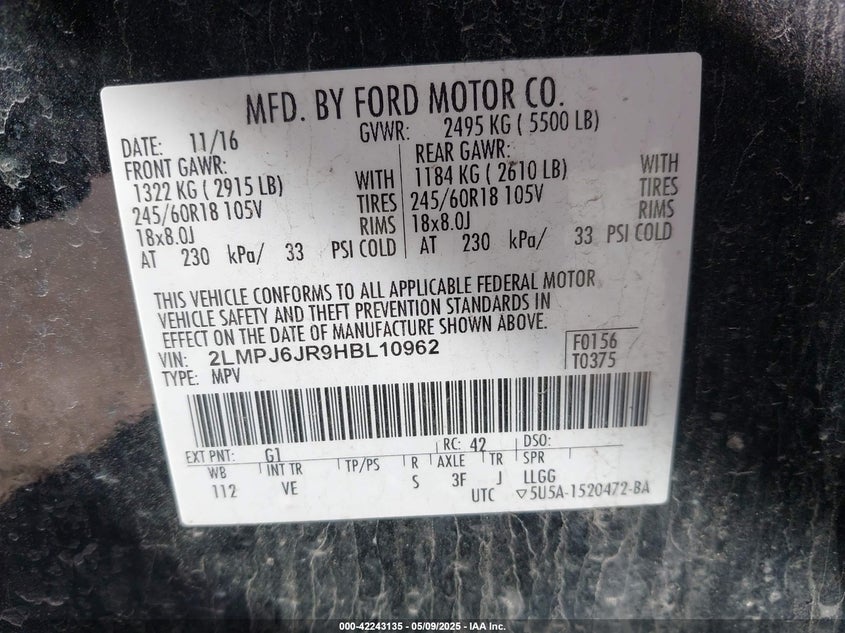 MFD. BY FORD MOTOR CO.
DATE: 11/16 GVWR: 2495 KG ( 5500 LB)
FRONT GAWR: REAR GAWR:
1322 KG ( 2915 LB) WITH 1184 KG ( 2610 LB) WITH
245/60R18 105V TIRES 245/60R18 105V TIRES
18x8.0J RIMS 18x8.0J RIMS
AT 230 kPa/ 33 PSI COLD AT 230 kPa/ 33 PSI COLD
THIS VEHICLE CONFORMS TO ALL APPLICABLE FEDERAL MOTOR
VEHICLE SAFETY AND THEFT PREVENTION STANDARDS IN
EFFECT ON THE DATE OF MANUFACTURE SHOWN ABOVE.
VIN: 2LMPJ6JR9HBL10962 F0156
TYPE: MPV T0375
EXT PNT: G1 RC: 42 DSO:
WB INT TR TP/PS R AXLE TR SPR
112 VE S 3F J LLGG
UTC ▽5U5A-1520472-BA
000-42243135 - 05/09/2025 - IAA Inc.